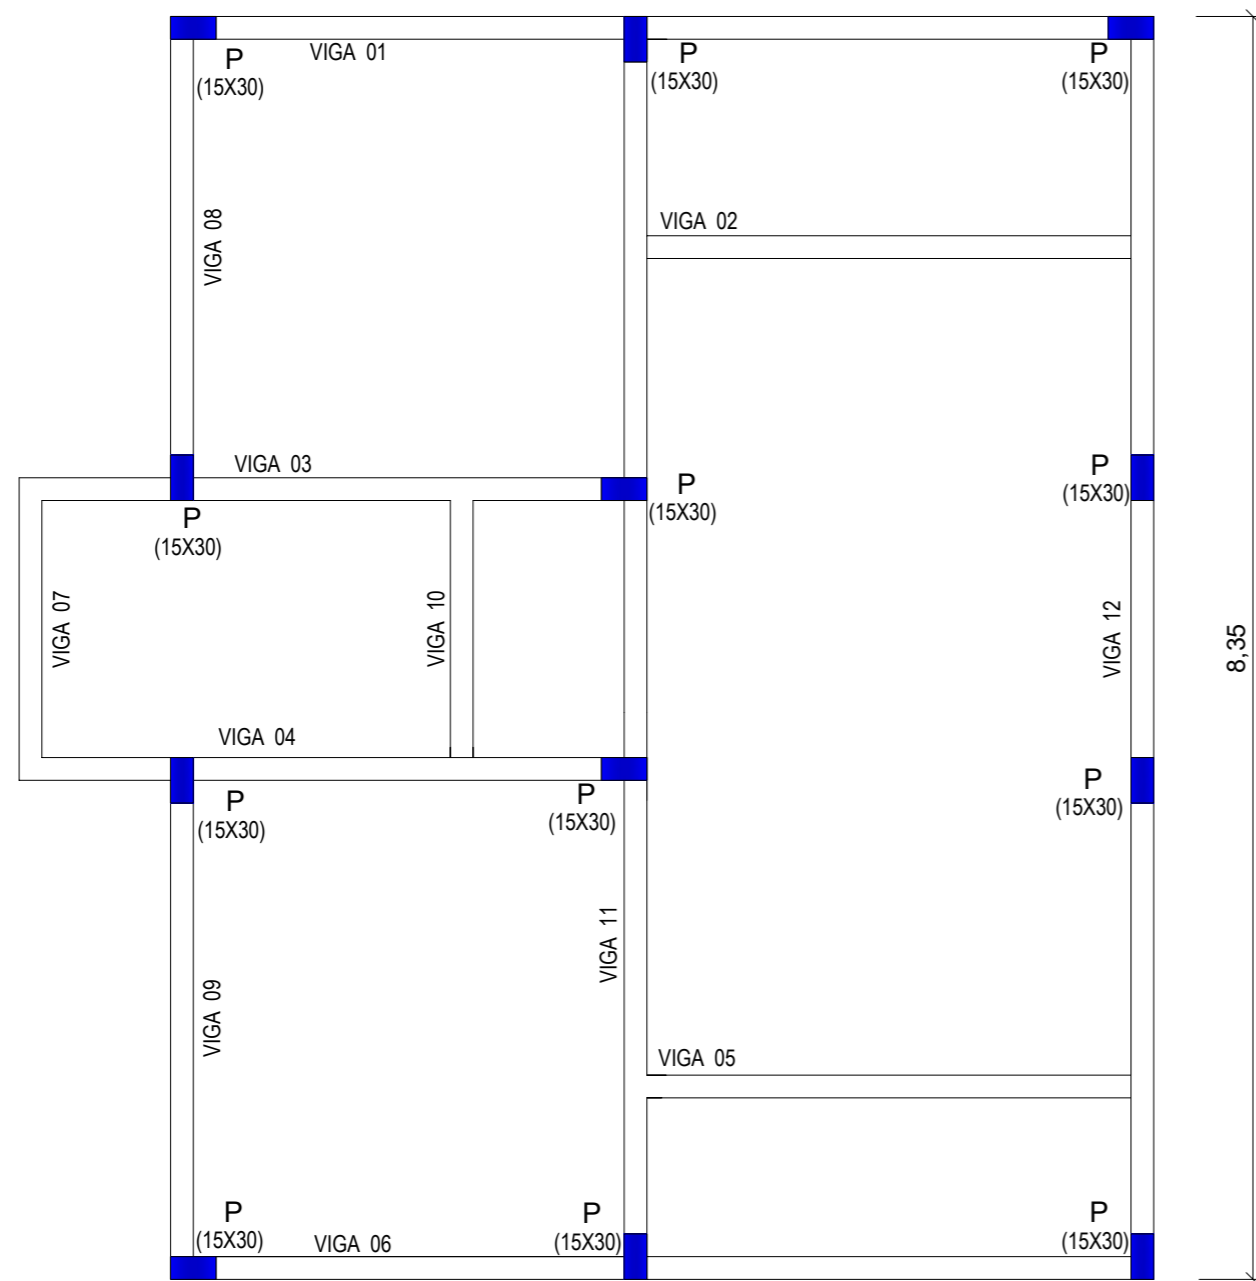 VIGA 01
P
(15X30)
P
(15X30)
P
(15X30)
VIGA 08
VIGA 02
VIGA 03
P
(15X30)
P
(15X30)
P
(15X30)
VIGA 07
VIGA 10
VIGA 12
8,35
VIGA 04
P
(15X30)
P
(15X30)
P
(15X30)
VIGA 11
VIGA 09
VIGA 05
P
(15X30)
VIGA 06
P
(15X30)
P
(15X30)